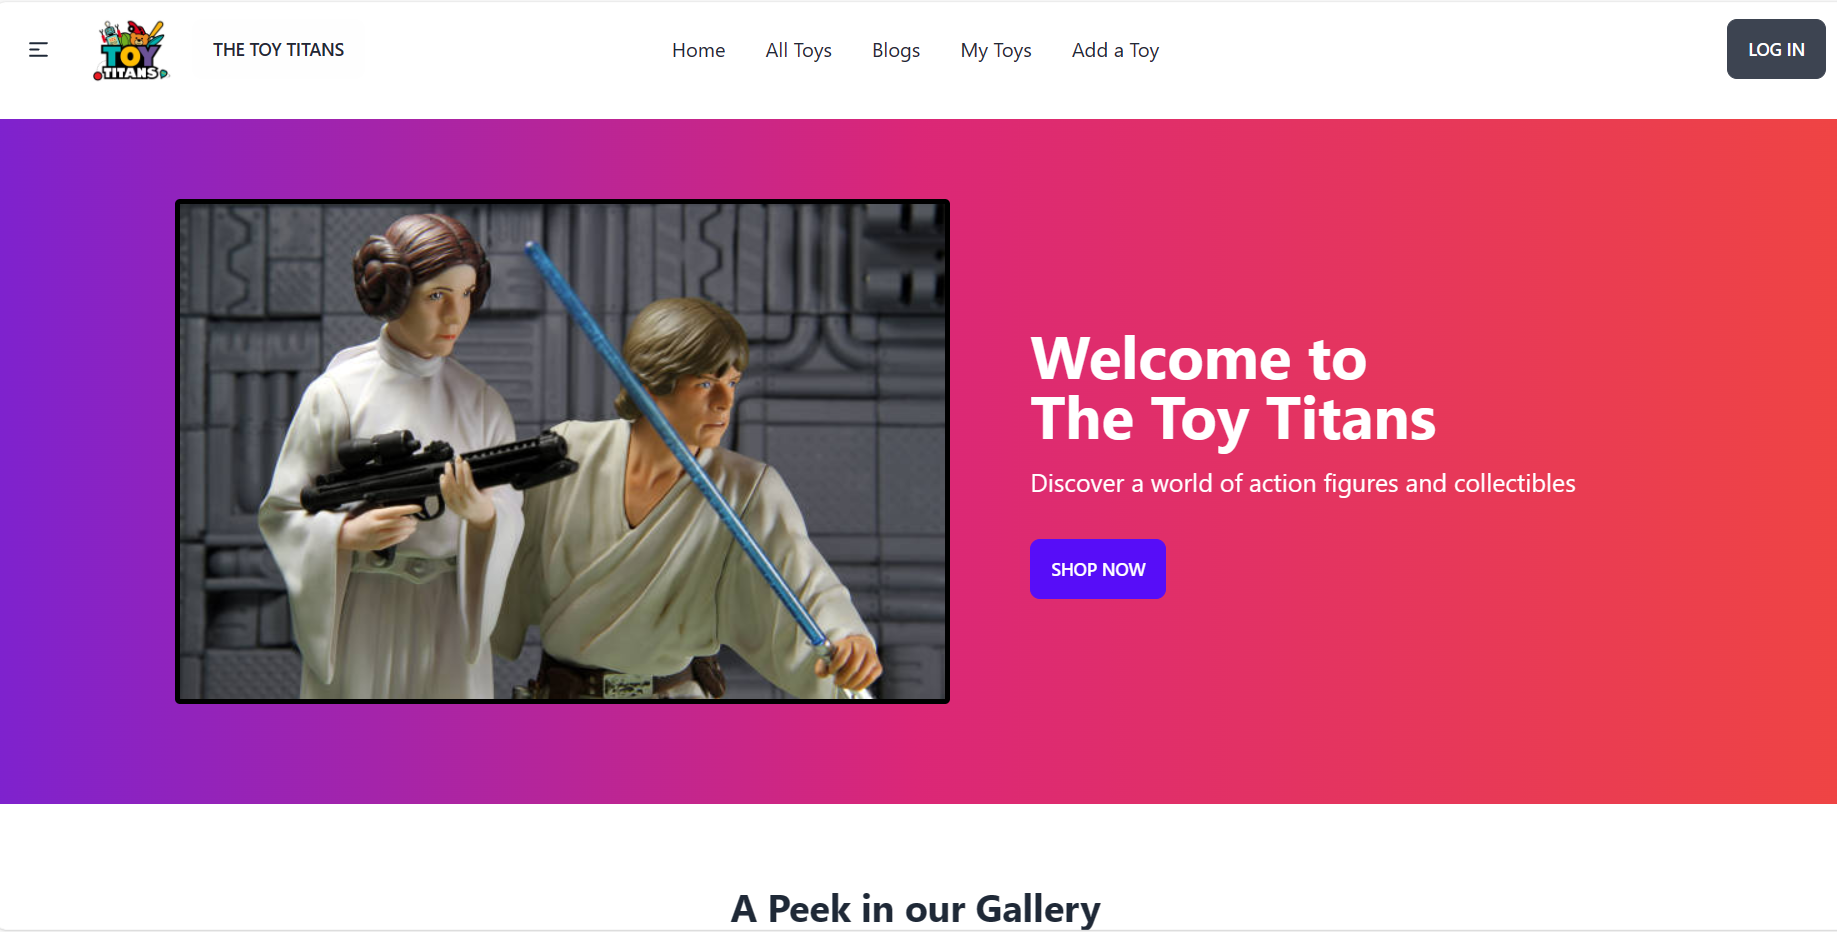 TOY
TITANS
THE TOY TITANS
Home
All Toys
Blogs
My Toys
Add a Toy
LOG IN
Welcome to
The Toy Titans
Discover a world of action figures and collectibles
SHOP NOW
A Peek in our Gallery